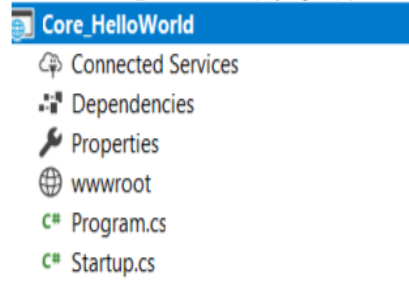 Core_HelloWorld
Connected Services
Dependencies
Properties
wwwroot
C# Program.cs
C# Startup.cs